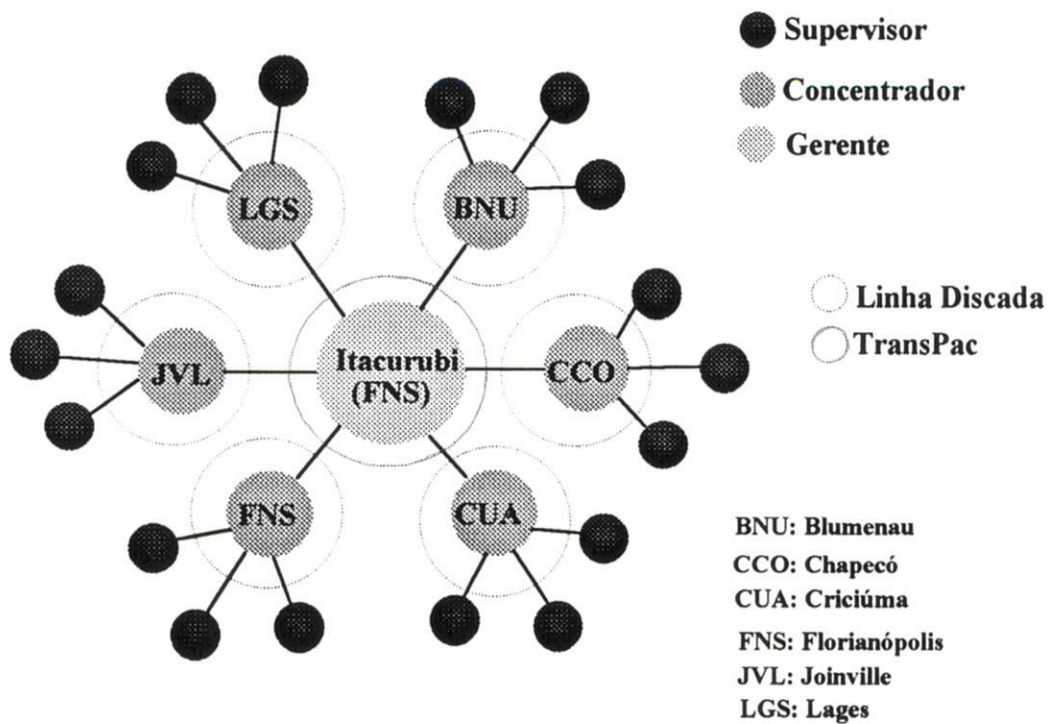 Supervisor
Concentrador
Gerente
LGS
BNU
Linha Discada
TransPac
Itacurubi
(FNS)
JVL
CCO
FNS
CUA
BNU: Blumenau
CCO: Chapecó
CUA: Criciúma
FNS: Florianópolis
JVL: Joinville
LGS: Lages